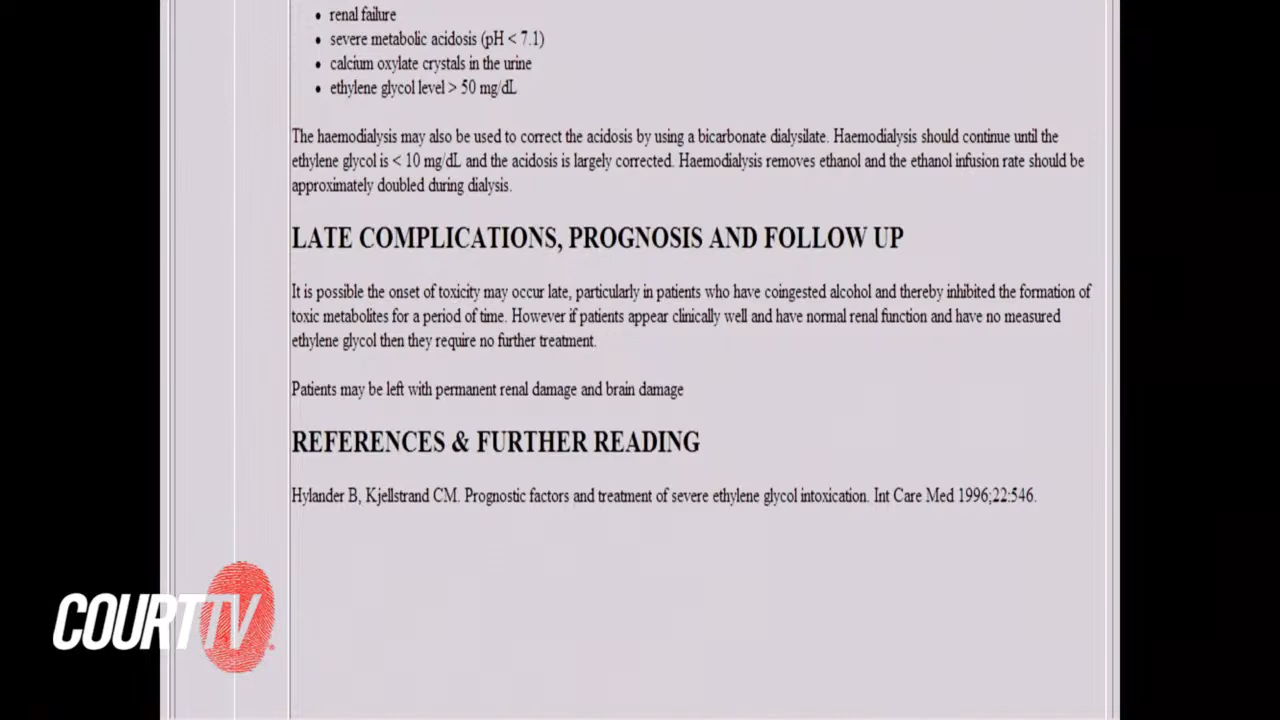 renal failure
severe metabolic acidosis (pH < 7.1)
calcium oxylate crystals in the urine
ethylene glycol level > 50 mg/dL
The haemodialysis may also be used to correct the acidosis by using a bicarbonate dialysilate. Haemodialysis should continue until the
ethylene glycol is < 10 mg/dL and the acidosis is largely corrected. Haemodialysis removes ethanol and the ethanol infusion rate should be
approximately doubled during dialysis.
LATE COMPLICATIONS, PROGNOSIS AND FOLLOW UP
It is possible the onset of toxicity may occur late, particularly in patients who have coingested alcohol and thereby inhibited the formation of
toxic metabolites for a period of time. However if patients appear clinically well and have normal renal function and have no measured
ethylene glycol then they require no further treatment.
Patients may be left with permanent renal damage and brain damage
REFERENCES & FURTHER READING
Hylander B, Kjellstrand CM. Prognostic factors and treatment of severe ethylene glycol intoxication. Int Care Med 1996;22:546.
COURT TV